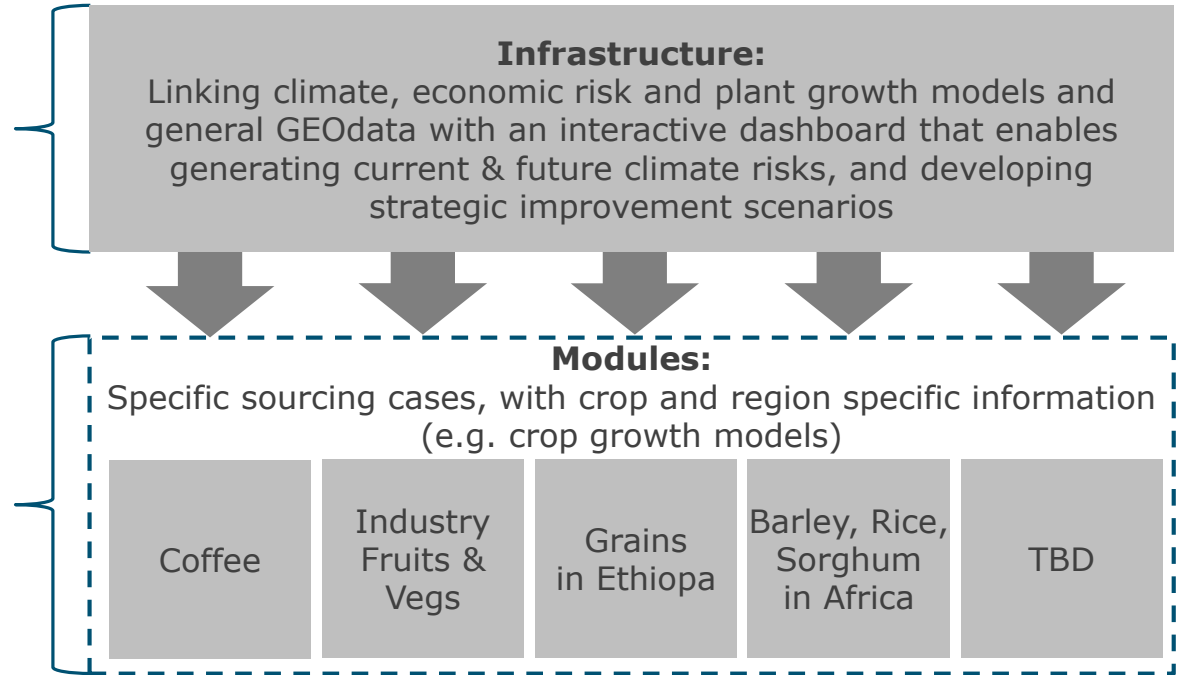 Infrastructure:
Linking climate, economic risk and plant growth models and
general GEOdata with an interactive dashboard that enables
generating current & future climate risks, and developing
strategic improvement scenarios
Modules:
Specific sourcing cases, with crop and region specific information
(e.g. crop growth models)
Coffee
Industry
Fruits &
Vegs
Grains
in Ethiopa
Barley, Rice,
Sorghum
in Africa
TBD